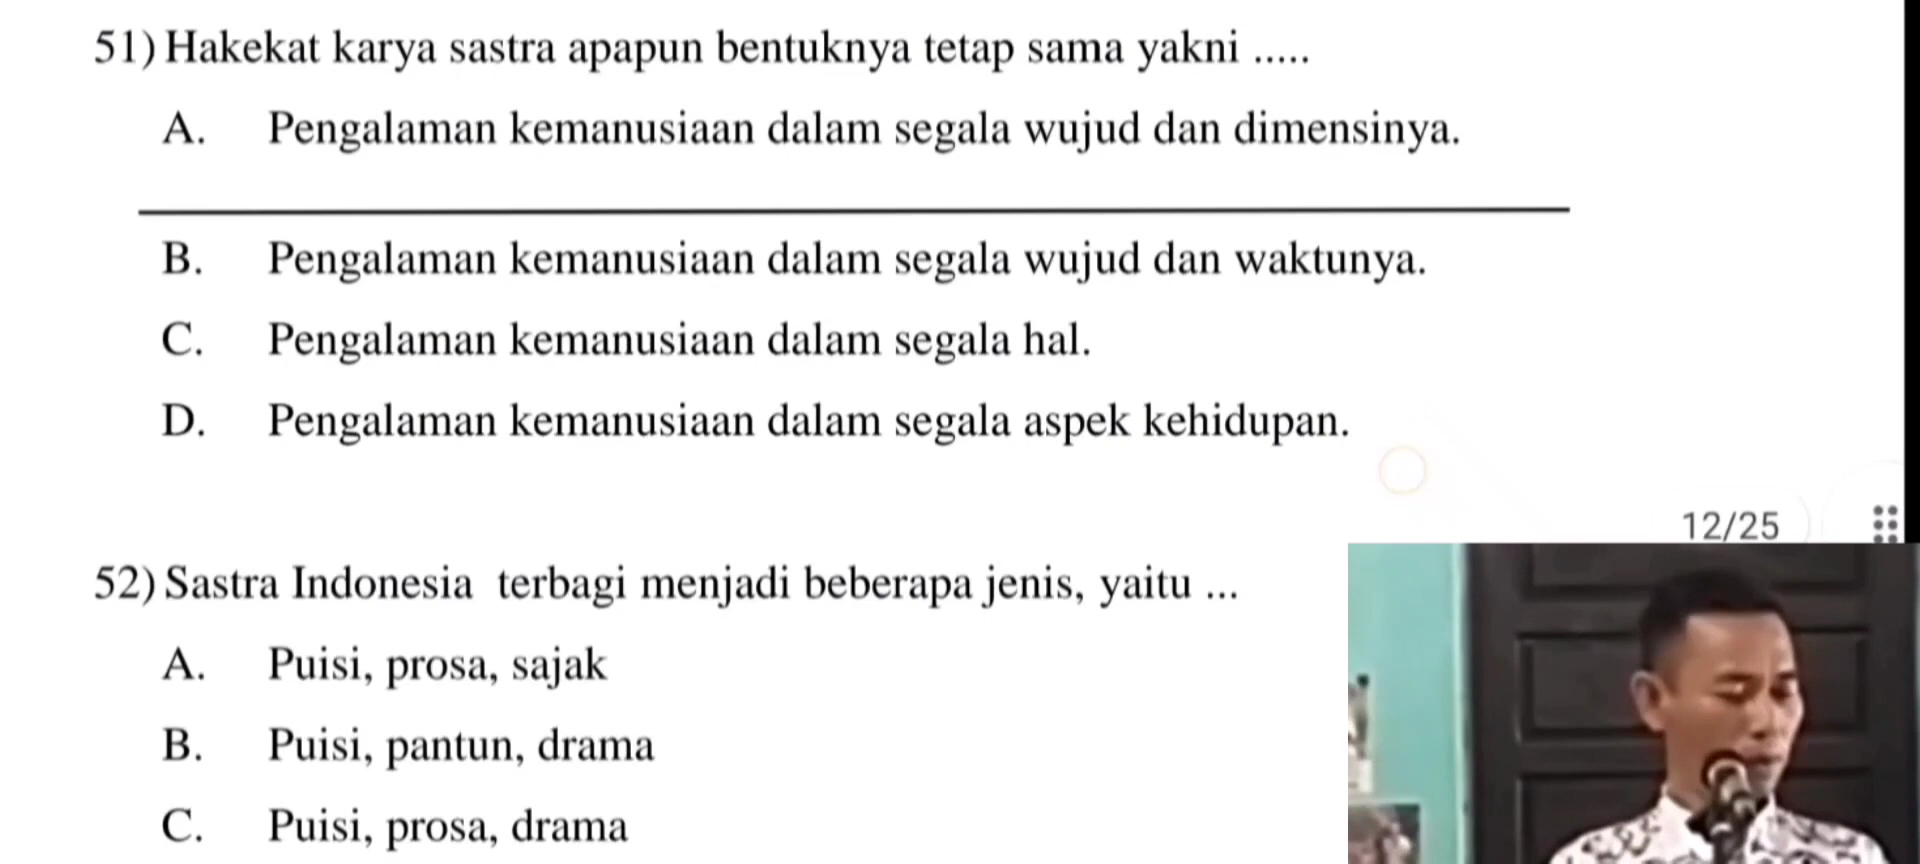 51) Hakekat karya sastra apapun bentuknya tetap sama yakni .....
A. Pengalaman kemanusiaan dalam segala wujud dan dimensinya.
B. Pengalaman kemanusiaan dalam segala wujud dan waktunya.
C. Pengalaman kemanusiaan dalam segala hal.
D. Pengalaman kemanusiaan dalam segala aspek kehidupan.
12/25
52) Sastra Indonesia terbagi menjadi beberapa jenis, yaitu ...
A. Puisi, prosa, sajak
B. Puisi, pantun, drama
C. Puisi, prosa, drama